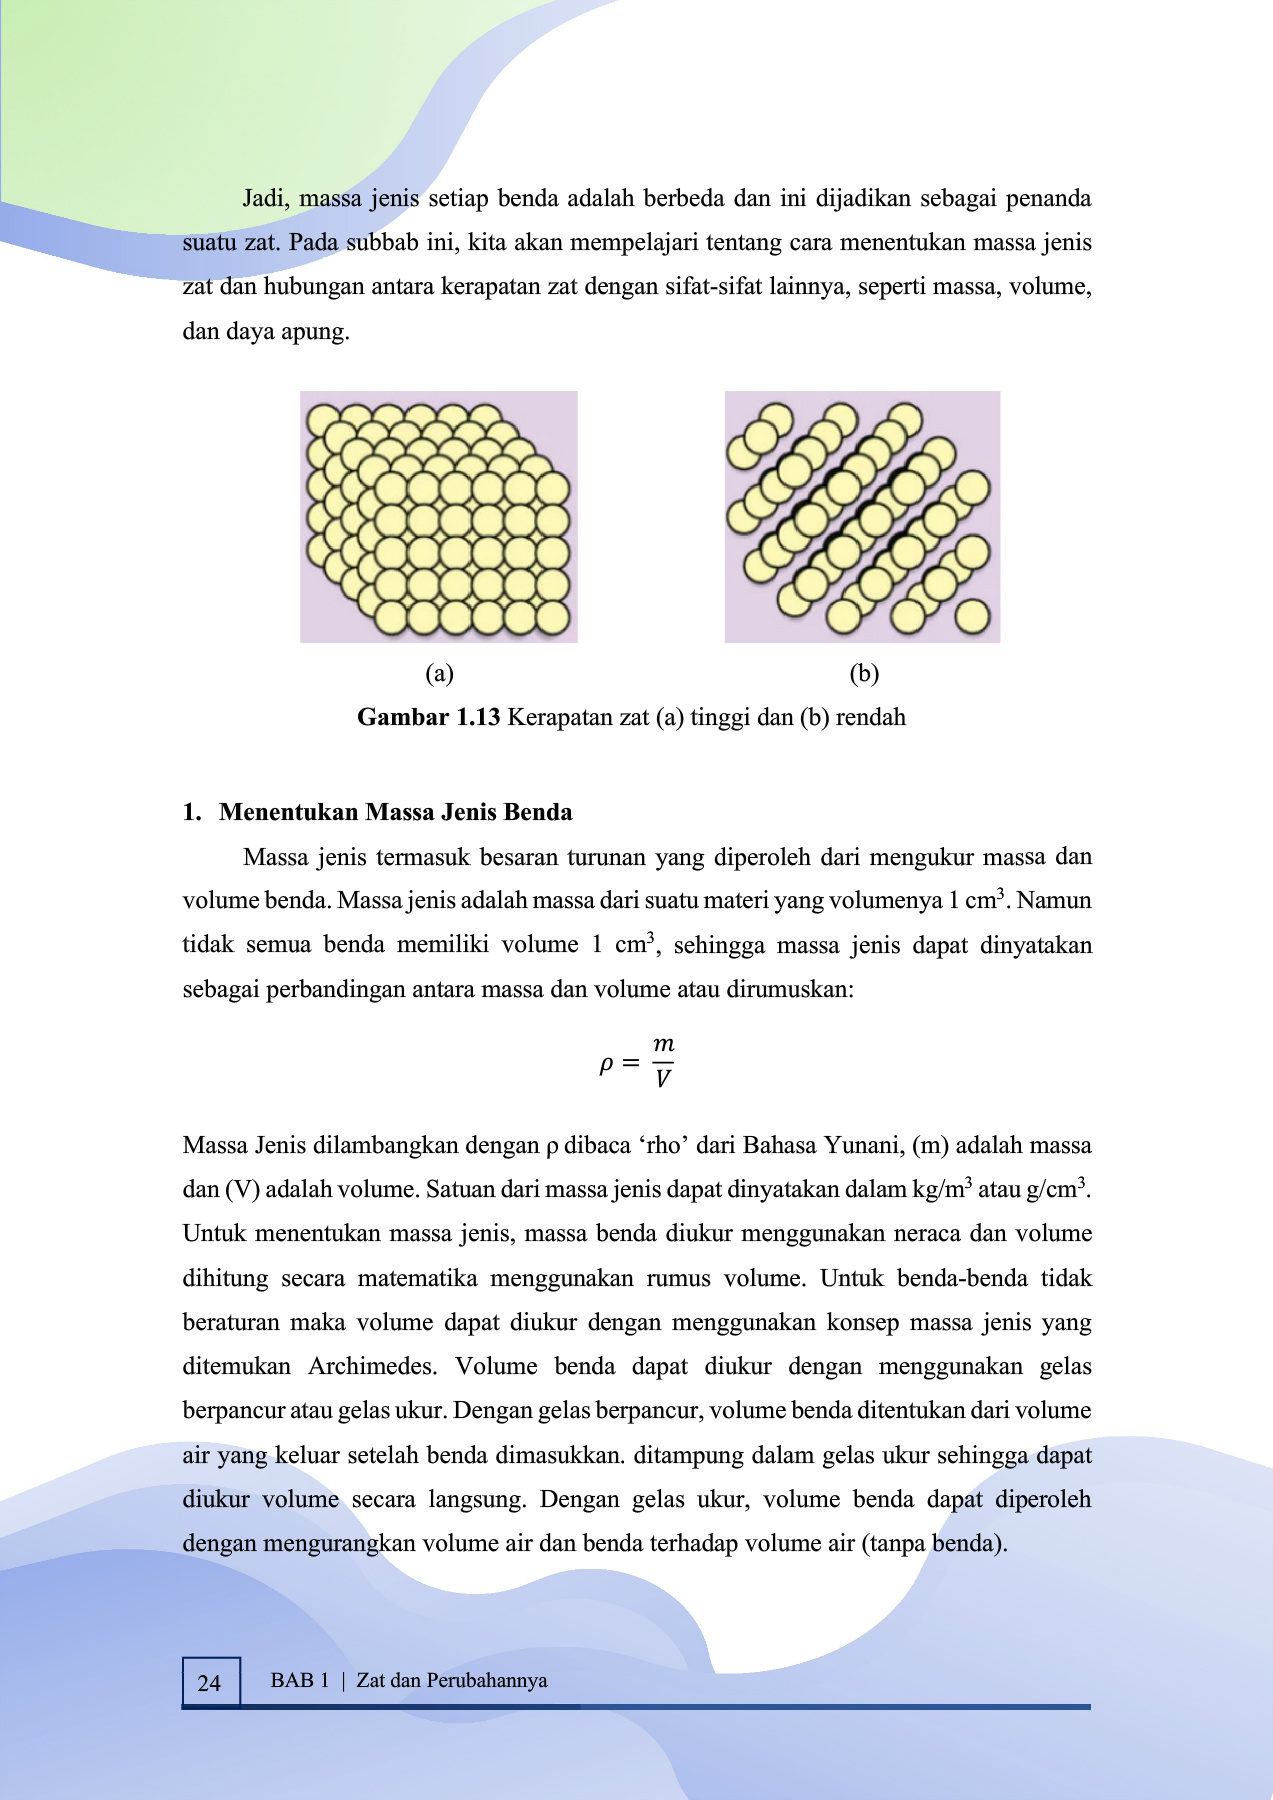 Jadi, massa jenis setiap benda adalah berbeda dan ini dijadikan sebagai penanda
suatu zat. Pada subbab ini, kita akan mempelajari tentang cara menentukan massa jenis
zat dan hubungan antara kerapatan zat dengan sifat-sifat lainnya, seperti massa, volume,
dan daya apung.
(a) (b)
Gambar 1.13 Kerapatan zat (a) tinggi dan (b) rendah
1. Menentukan Massa Jenis Benda
Massa jenis termasuk besaran turunan yang diperoleh dari mengukur massa dan
volume benda. Massa jenis adalah massa dari suatu materi yang volumenya 1 cm³. Namun
tidak semua benda memiliki volume 1 cm³, sehingga massa jenis dapat dinyatakan
sebagai perbandingan antara massa dan volume atau dirumuskan:
ρ = m/V
Massa Jenis dilambangkan dengan ρ dibaca ‘rho’ dari Bahasa Yunani, (m) adalah massa
dan (V) adalah volume. Satuan dari massa jenis dapat dinyatakan dalam kg/m³ atau g/cm³.
Untuk menentukan massa jenis, massa benda diukur menggunakan neraca dan volume
dihitung secara matematika menggunakan rumus volume. Untuk benda-benda tidak
beraturan maka volume dapat diukur dengan menggunakan konsep massa jenis yang
ditemukan Archimedes. Volume benda dapat diukur dengan menggunakan gelas
berpancur atau gelas ukur. Dengan gelas berpancur, volume benda ditentukan dari volume
air yang keluar setelah benda dimasukkan. ditampung dalam gelas ukur sehingga dapat
diukur volume secara langsung. Dengan gelas ukur, volume benda dapat diperoleh
dengan mengurangkan volume air dan benda terhadap volume air (tanpa benda).
24 BAB 1 | Zat dan Perubahannya